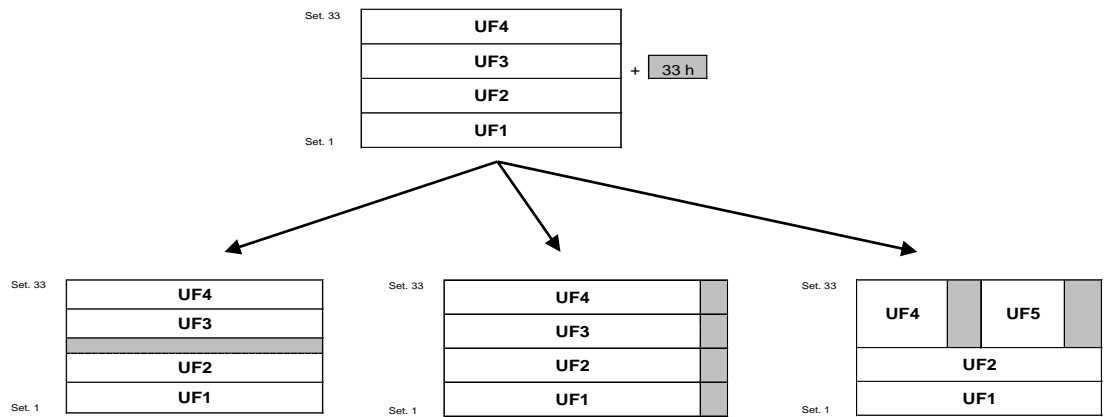 Set. 33
UF4
UF3
+ 33 h
UF2
UF1
Set. 1
Set. 33
UF4
UF3
UF2
UF1
Set. 1
Set. 33
UF4
UF3
UF2
UF1
Set. 1
Set. 33
UF4 UF5
UF2
UF1
Set. 1